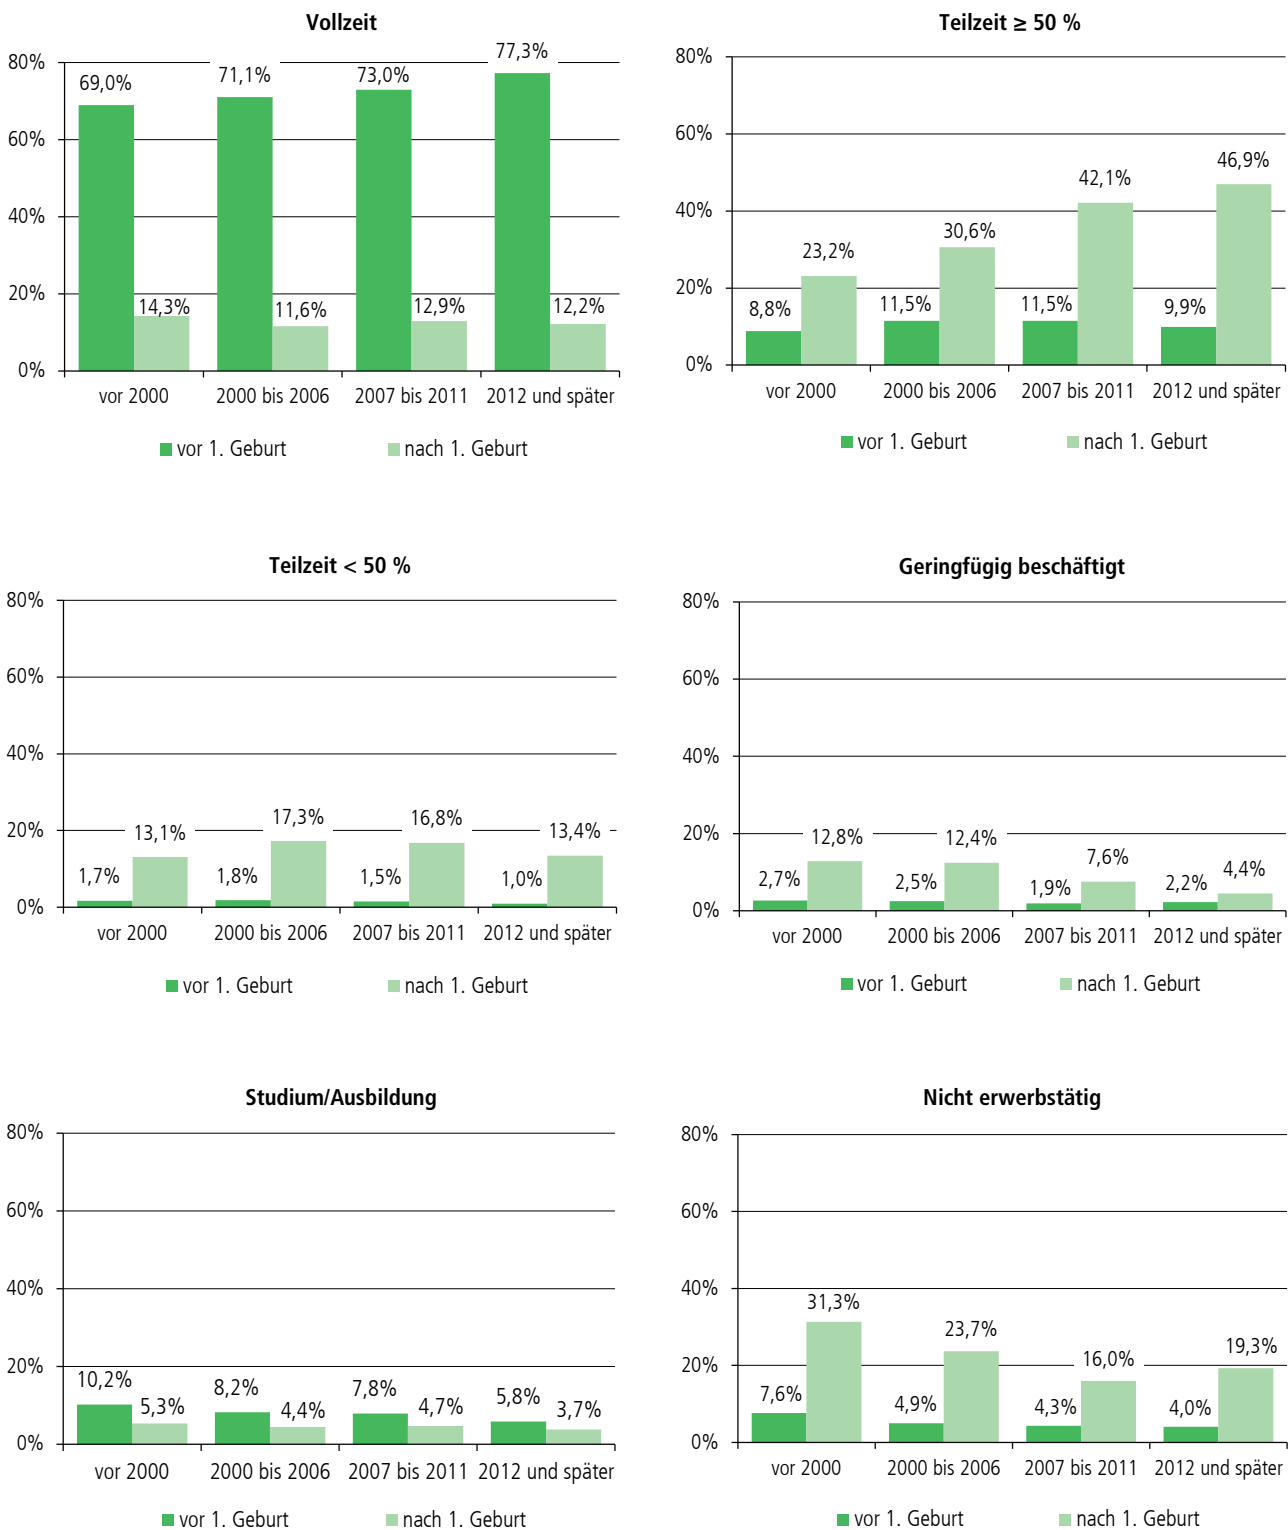 Vollzeit
80%
60%
40%
20%
0%
69,0%
71,1%
73,0%
77,3%
14,3%
11,6%
12,9%
12,2%
vor 2000
2000 bis 2006
2007 bis 2011
2012 und später
vor 1. Geburt
nach 1. Geburt
Teilzeit ≥ 50 %
80%
60%
40%
20%
0%
8,8%
23,2%
11,5%
30,6%
11,5%
42,1%
9,9%
46,9%
vor 2000
2000 bis 2006
2007 bis 2011
2012 und später
vor 1. Geburt
nach 1. Geburt
Teilzeit < 50 %
80%
60%
40%
20%
0%
1,7%
13,1%
1,8%
17,3%
1,5%
16,8%
1,0%
13,4%
vor 2000
2000 bis 2006
2007 bis 2011
2012 und später
vor 1. Geburt
nach 1. Geburt
Geringfügig beschäftigt
80%
60%
40%
20%
0%
2,7%
12,8%
2,5%
12,4%
1,9%
7,6%
2,2%
4,4%
vor 2000
2000 bis 2006
2007 bis 2011
2012 und später
vor 1. Geburt
nach 1. Geburt
Studium/Ausbildung
80%
60%
40%
20%
0%
10,2%
5,3%
8,2%
4,4%
7,8%
4,7%
5,8%
3,7%
vor 2000
2000 bis 2006
2007 bis 2011
2012 und später
vor 1. Geburt
nach 1. Geburt
Nicht erwerbstätig
80%
60%
40%
20%
0%
7,6%
31,3%
4,9%
23,7%
4,3%
16,0%
4,0%
19,3%
vor 2000
2000 bis 2006
2007 bis 2011
2012 und später
vor 1. Geburt
nach 1. Geburt